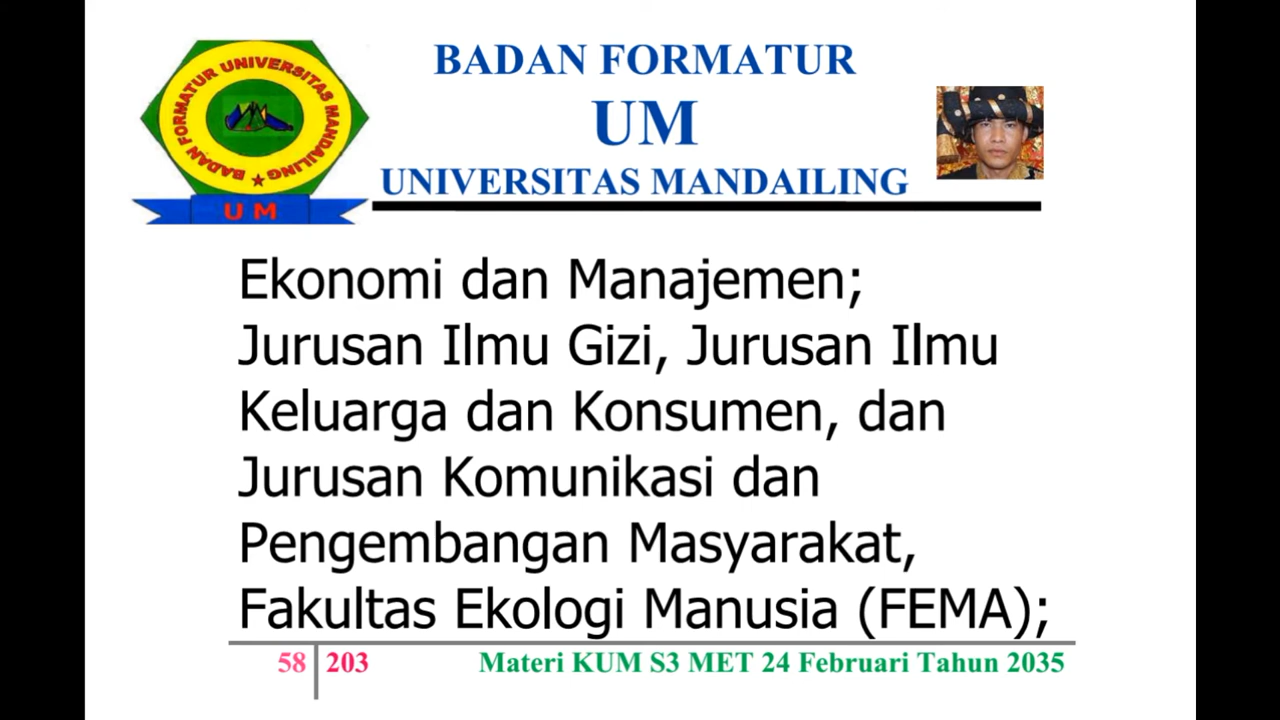 BADAN FORMATUR UNIVERSITAS MANDAILING
UM
BADAN FORMATUR
UM
UNIVERSITAS MANDAILING
Ekonomi dan Manajemen;
Jurusan Ilmu Gizi, Jurusan Ilmu
Keluarga dan Konsumen, dan
Jurusan Komunikasi dan
Pengembangan Masyarakat,
Fakultas Ekologi Manusia (FEMA);
58 203 Materi KUM S3 MET 24 Februari Tahun 2035